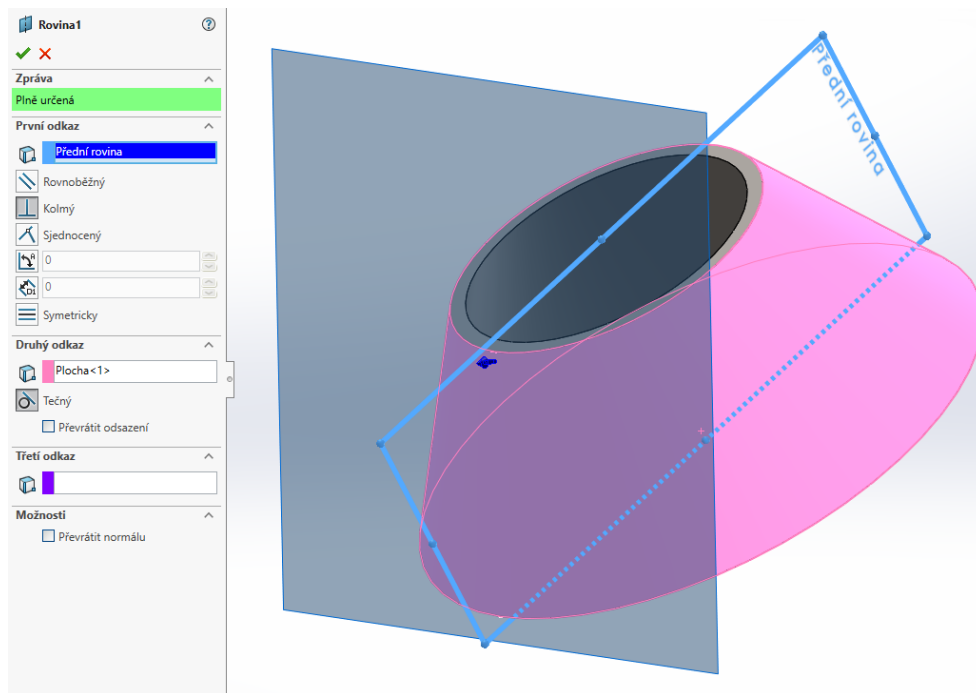 Rovina1
Zpráva
Plně určená
První odkaz
Přední rovina
Rovnoběžný
Kolmý
Sjednocený
0
0
Symetricky
Druhý odkaz
Plocha<1>
Tečný
Převrátit odsazení
Třetí odkaz
Možnosti
Převrátit normálu
Přední rovina